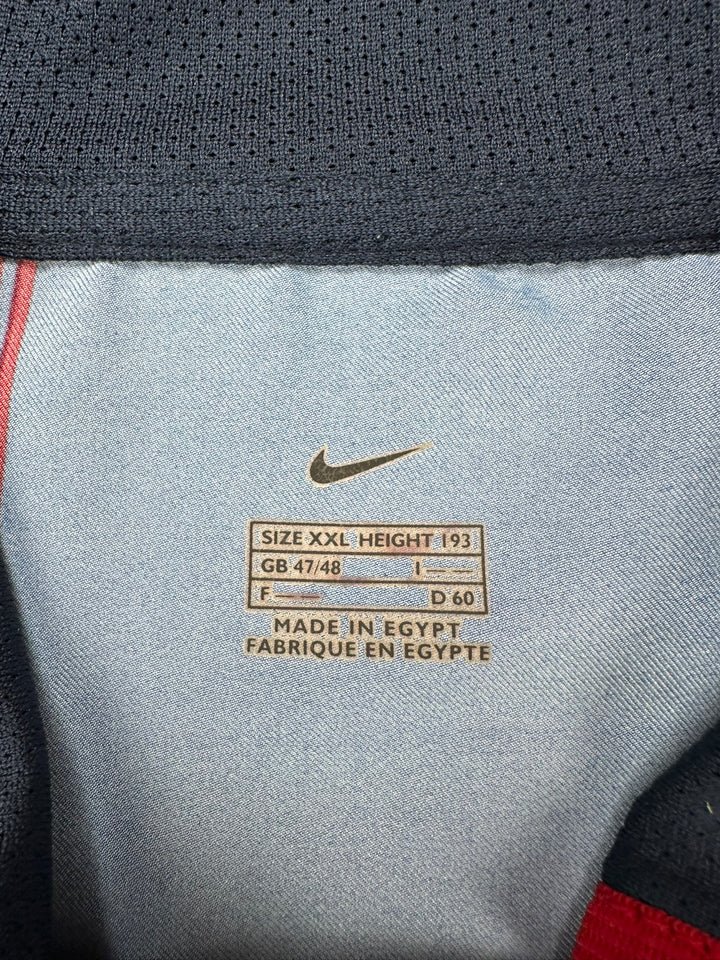 SIZE XXL HEIGHT 193
GB 47/48 I — —
F — — D 60
MADE IN EGYPT
FABRIQUE EN EGYPTE